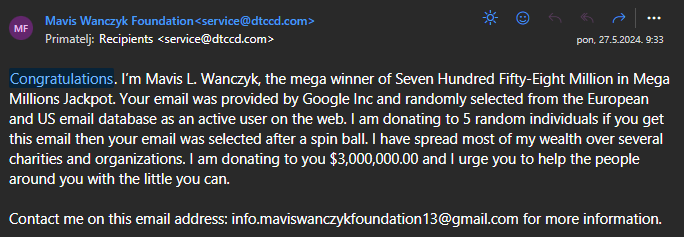 MF
Mavis Wanczyk Foundation<service@dtccd.com>
Primatelj: Recipients <service@dtccd.com>
pon, 27.5.2024. 9:33
Congratulations. I'm Mavis L. Wanczyk, the mega winner of Seven Hundred Fifty-Eight Million in Mega
Millions Jackpot. Your email was provided by Google Inc and randomly selected from the European
and US email database as an active user on the web. I am donating to 5 random individuals if you get
this email then your email was selected after a spin ball. I have spread most of my wealth over several
charities and organizations. I am donating to you $3,000,000.00 and I urge you to help the people
around you with the little you can.
Contact me on this email address: info.maviswanczykfoundation13@gmail.com for more information.